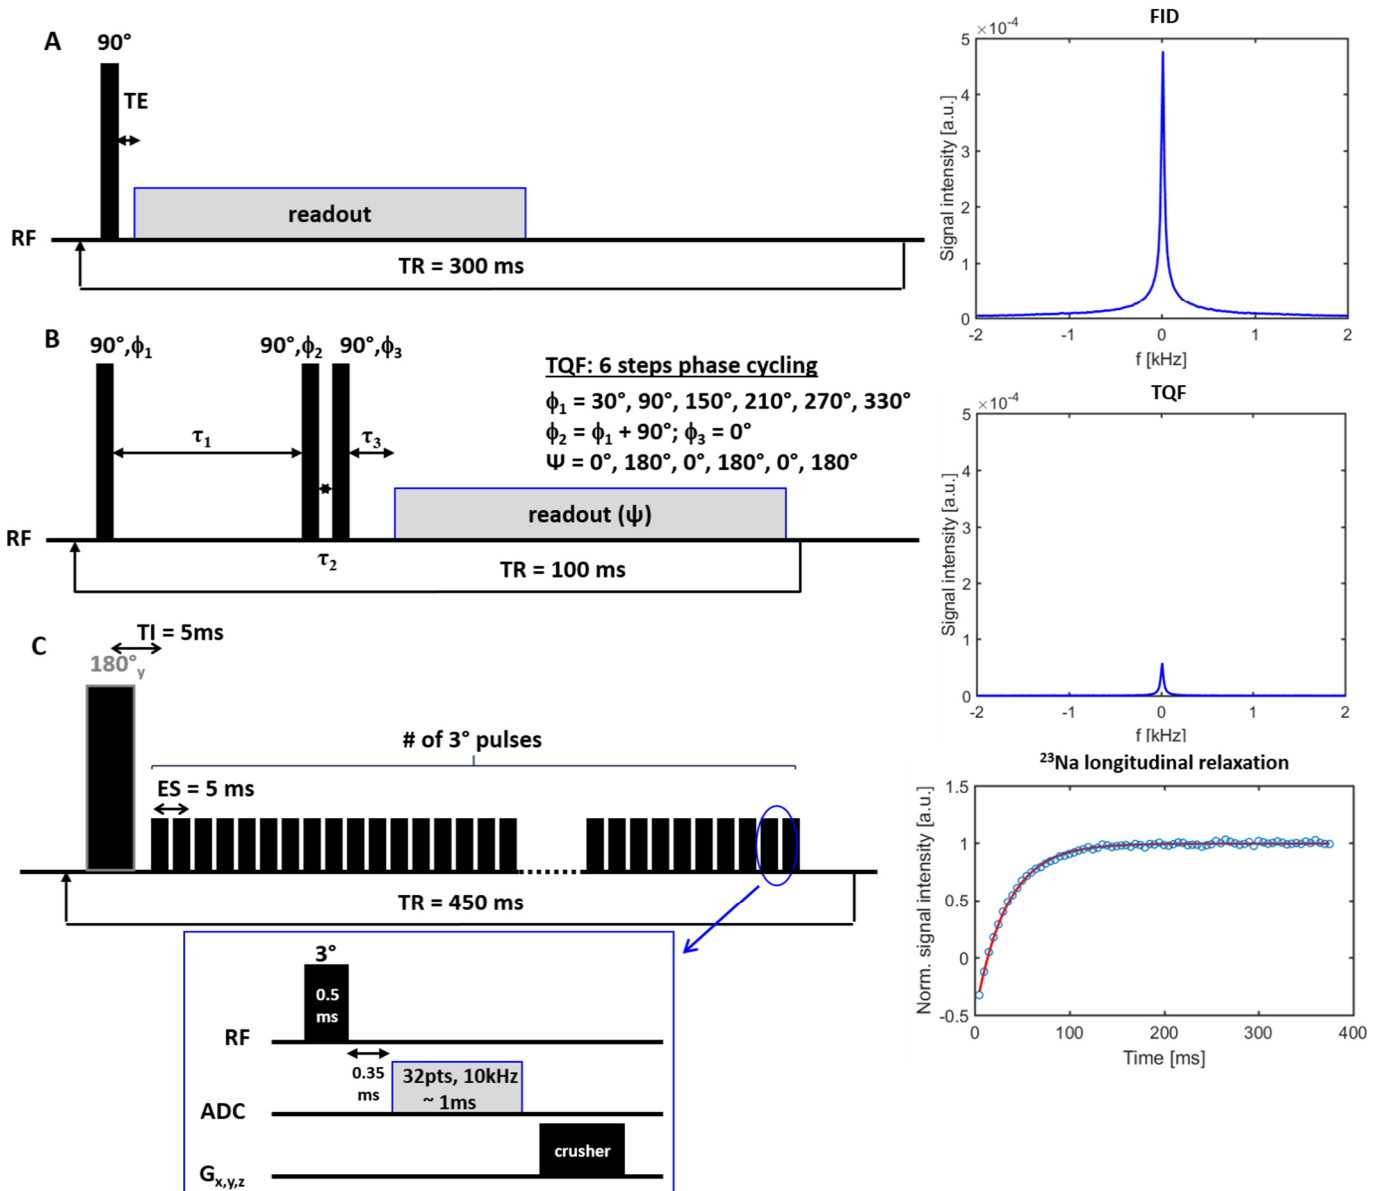 A
90°
TE
readout
RF
TR = 300 ms
FID
×10⁻⁴
5
4
3
2
1
0
Signal intensity [a.u.]
-2 -1 0 1 2
f [kHz]
B
90°,ϕ₁ 90°,ϕ₂ 90°,ϕ₃
τ₁
τ₃
τ₂
TQF: 6 steps phase cycling
ϕ₁ = 30°, 90°, 150°, 210°, 270°, 330°
ϕ₂ = ϕ₁ + 90°; ϕ₃ = 0°
Ψ = 0°, 180°, 0°, 180°, 0°, 180°
readout (ψ)
RF
TR = 100 ms
TQF
×10⁻⁴
5
4
3
2
1
0
Signal intensity [a.u.]
-2 -1 0 1 2
f [kHz]
C
TI = 5ms
180°y
# of 3° pulses
ES = 5 ms
TR = 450 ms
3°
0.5
ms
RF
0.35
ms
32pts, 10kHz
~ 1ms
ADC
crusher
Gx,y,z
²³Na longitudinal relaxation
1.5
1
0.5
0
-0.5
Norm. signal intensity [a.u.]
0 100 200 300 400
Time [ms]